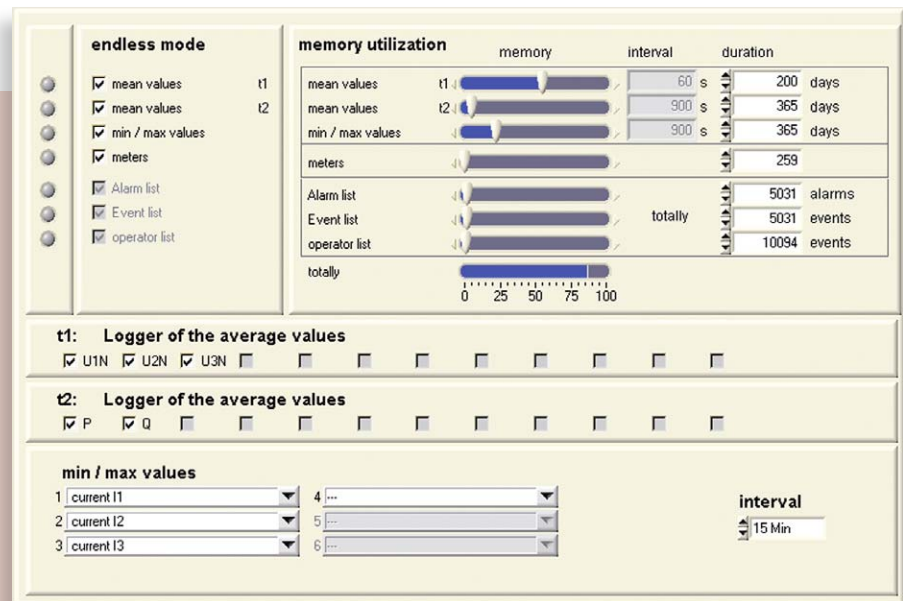 endless mode
mean values t1
mean values t2
min / max values
meters
Alarm list
Event list
operator list
memory utilization
memory interval duration
mean values t1 60 s 200 days
mean values t2 900 s 365 days
min / max values 900 s 365 days
meters 259
Alarm list 5031 alarms
Event list totally 5031 events
operator list 10094 events
totally
0 25 50 75 100
t1: Logger of the average values
U1N U2N U3N
t2: Logger of the average values
P Q
min / max values
1 current I1
2 current I2
3 current I3
4 ---
5 ---
6 ---
interval
15 Min